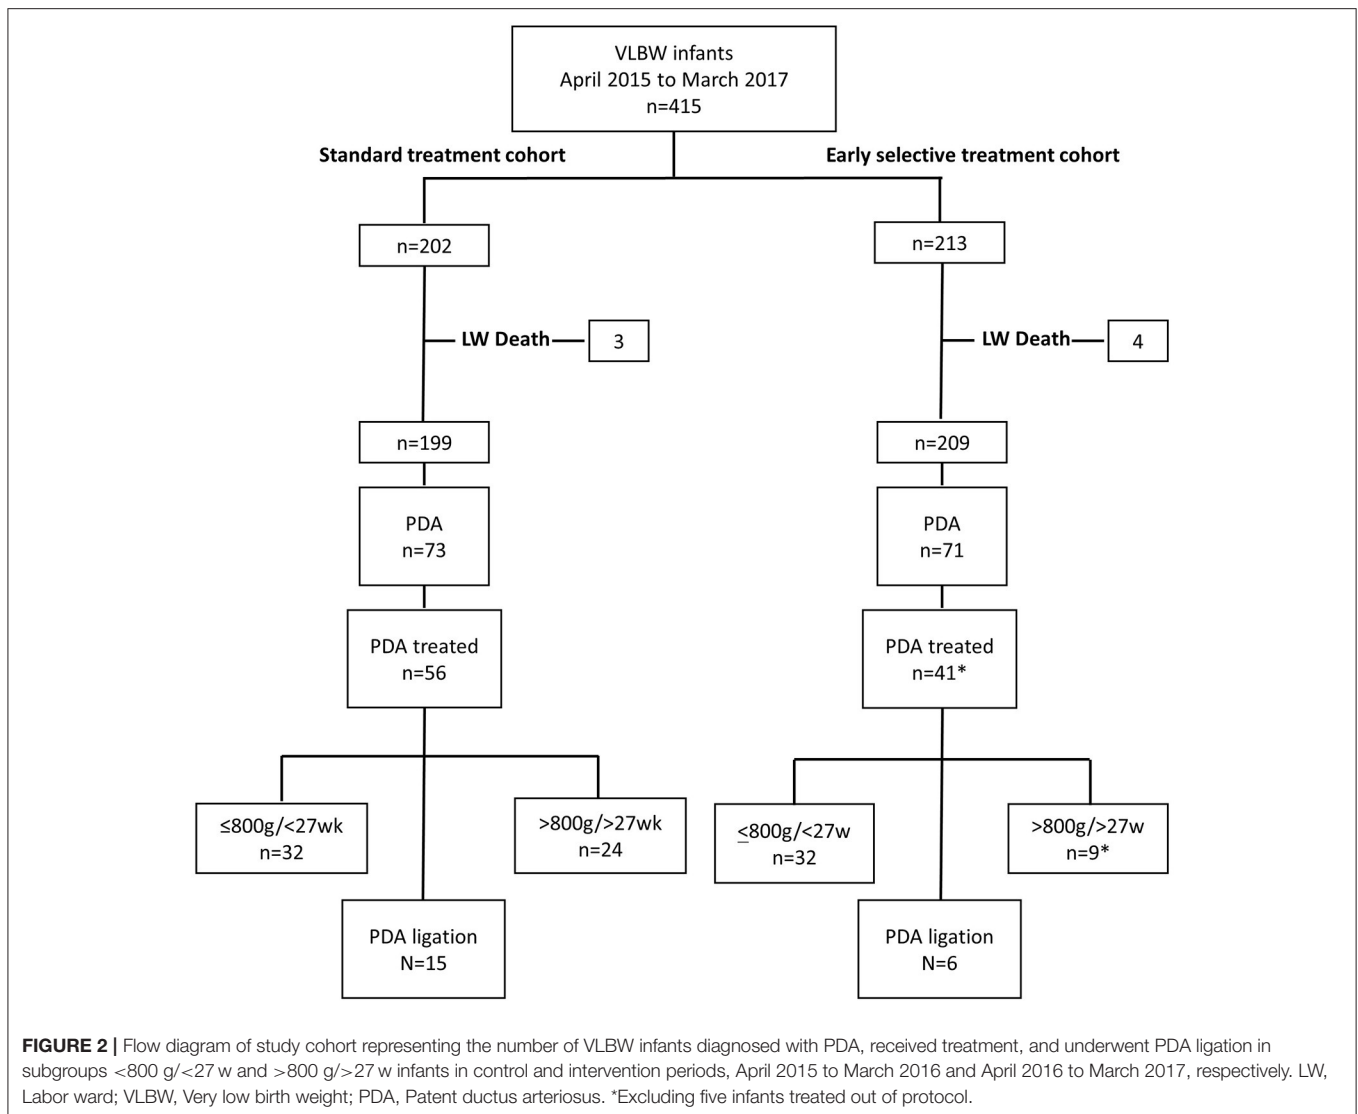 VLBW infants
April 2015 to March 2017
n=415
Standard treatment cohort
Early selective treatment cohort
n=202
n=213
LW Death
3
LW Death
4
n=199
n=209
PDA
n=73
PDA
n=71
PDA treated
n=56
PDA treated
n=41*
≤800g/<27wk
n=32
>800g/>27wk
n=24
≤800g/<27w
n=32
>800g/>27w
n=9*
PDA ligation
N=15
PDA ligation
N=6
FIGURE 2 | Flow diagram of study cohort representing the number of VLBW infants diagnosed with PDA, received treatment, and underwent PDA ligation in
subgroups <800 g/<27 w and >800 g/>27 w infants in control and intervention periods, April 2015 to March 2016 and April 2016 to March 2017, respectively. LW,
Labor ward; VLBW, Very low birth weight; PDA, Patent ductus arteriosus. *Excluding five infants treated out of protocol.